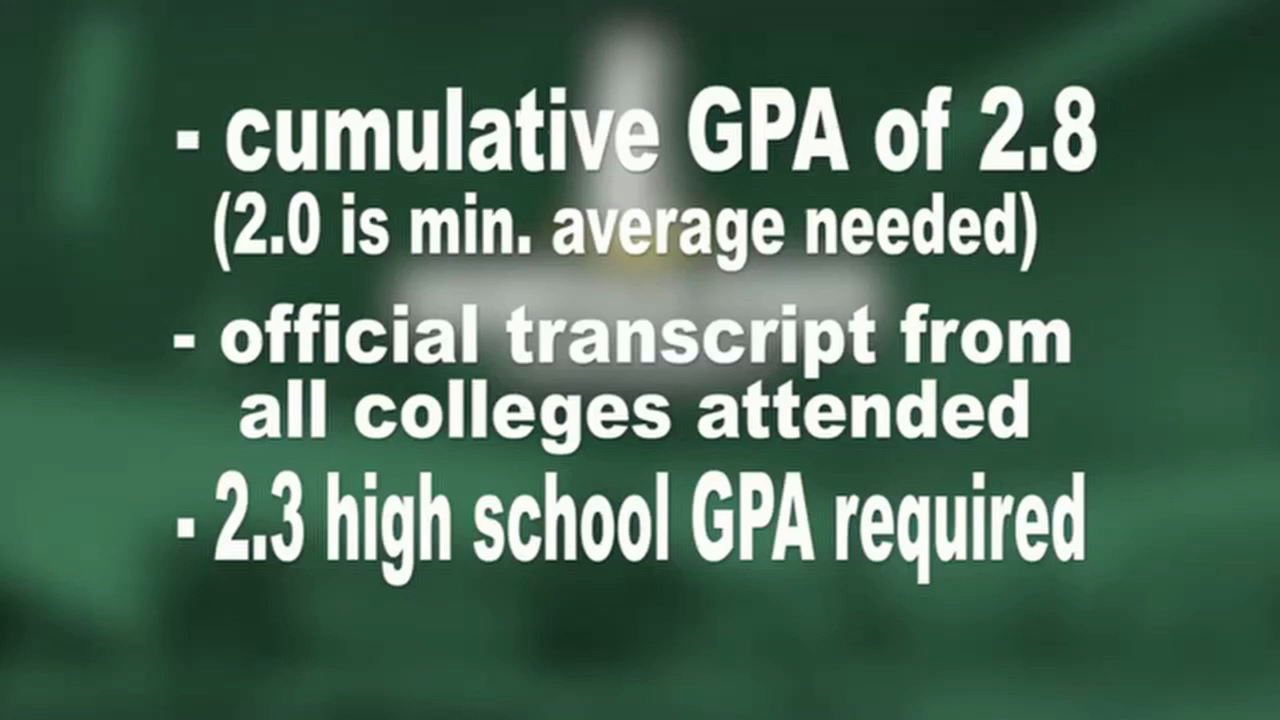 - cumulative GPA of 2.8
(2.0 is min. average needed)
- official transcript from
all colleges attended
- 2.3 high school GPA required